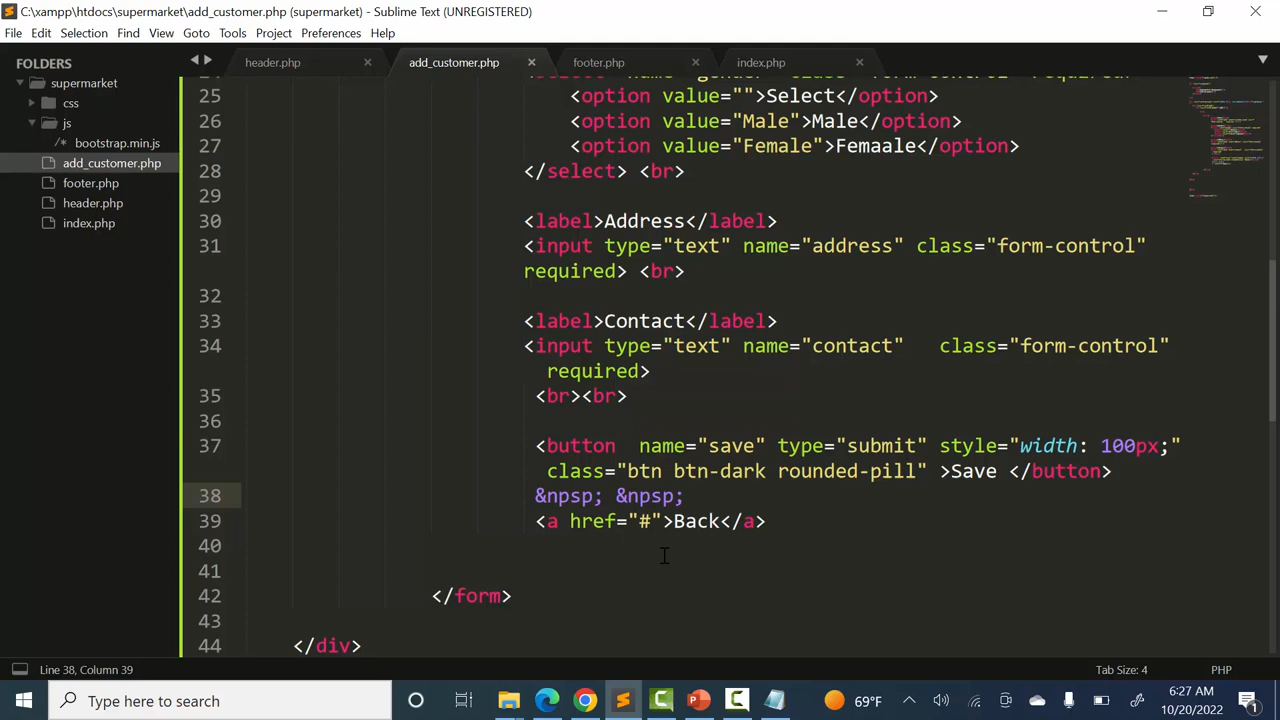 C:\xampp\htdocs\supermarket\add_customer.php (supermarket) - Sublime Text (UNREGISTERED)
File Edit Selection Find View Goto Tools Project Preferences Help
FOLDERS
supermarket
css
js
/* bootstrap.min.js
add_customer.php
footer.php
header.php
index.php
header.php add_customer.php footer.php index.php
25 <option value="">Select</option>
26 <option value="Male">Male</option>
27 <option value="Female">Femaale</option>
28 </select> <br>
29
30 <label>Address</label>
31 <input type="text" name="address" class="form-control"
required> <br>
32
33 <label>Contact</label>
34 <input type="text" name="contact"   class="form-control"
required>
35 <br><br>
36
37 <button  name="save" type="submit" style="width: 100px;"
class="btn btn-dark rounded-pill" >Save </button>
38 &npsp; &npsp;
39 <a href="#">Back</a>
40
41
42 </form>
43
44 </div>
Line 38, Column 39 Tab Size: 4 PHP
Type here to search 69°F 6:27 AM
10/20/2022 1